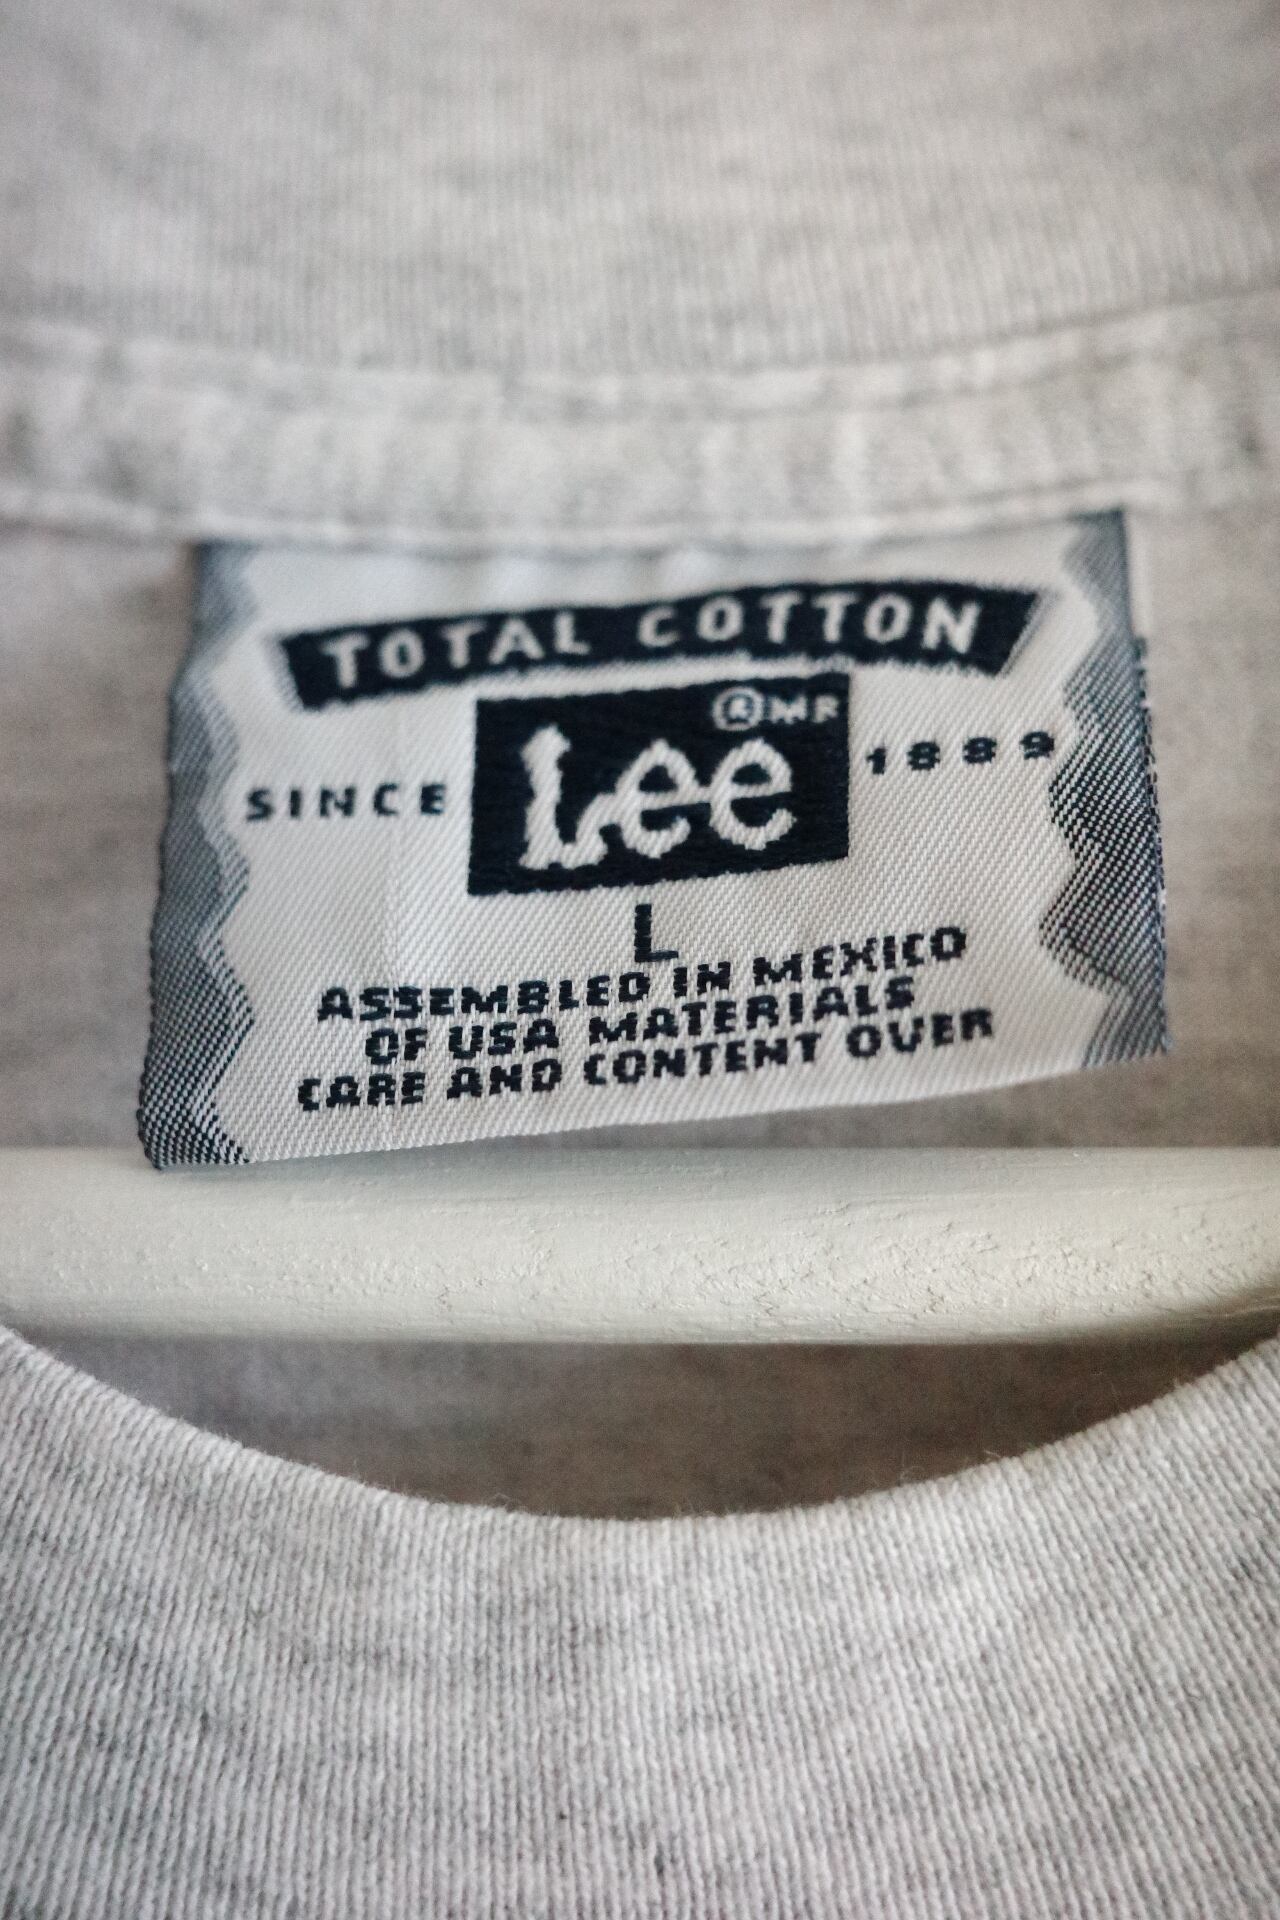 TOTAL COTTON
® MR
SINCE Lee 1889
L
ASSEMBLED IN MEXICO
OF USA MATERIALS
CARE AND CONTENT OVER